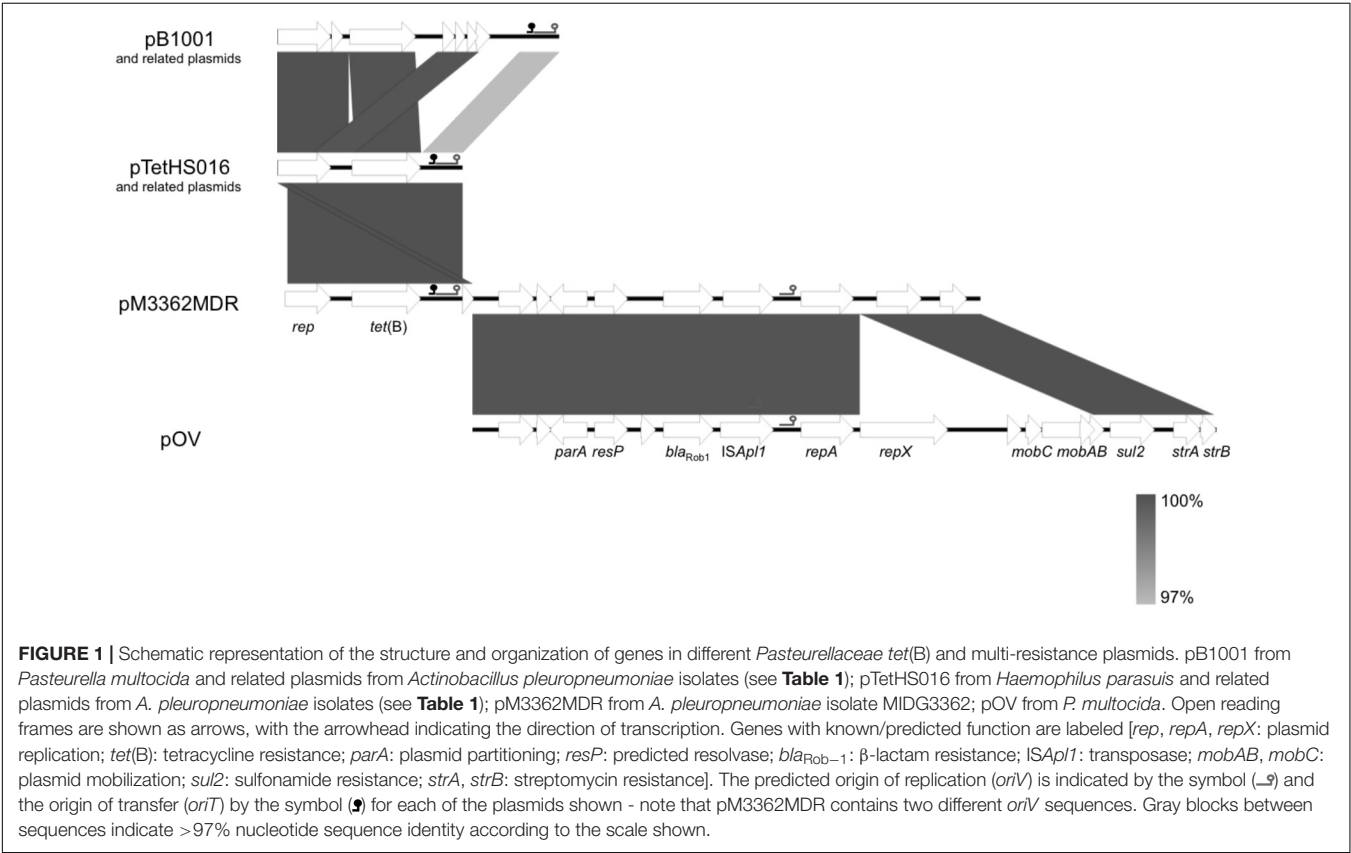 pB1001
and related plasmids
pTetHS016
and related plasmids
pM3362MDR
rep tet(B)
pOV
parA resP blaRob1 ISApl1 repA repX mobC mobAB sul2 strA strB
100%
97%
FIGURE 1 | Schematic representation of the structure and organization of genes in different Pasteurellaceae tet(B) and multi-resistance plasmids. pB1001 from
Pasteurella multocida and related plasmids from Actinobacillus pleuropneumoniae isolates (see Table 1); pTetHS016 from Haemophilus parasuis and related
plasmids from A. pleuropneumoniae isolates (see Table 1); pM3362MDR from A. pleuropneumoniae isolate MIDG3362; pOV from P. multocida. Open reading
frames are shown as arrows, with the arrowhead indicating the direction of transcription. Genes with known/predicted function are labeled [rep, repA, repX: plasmid
replication; tet(B): tetracycline resistance; parA: plasmid partitioning; resP: predicted resolvase; blaRob−1: β-lactam resistance; ISApl1: transposase; mobAB, mobC:
plasmid mobilization; sul2: sulfonamide resistance; strA, strB: streptomycin resistance]. The predicted origin of replication (oriV) is indicated by the symbol () and
the origin of transfer (oriT) by the symbol () for each of the plasmids shown - note that pM3362MDR contains two different oriV sequences. Gray blocks between
sequences indicate >97% nucleotide sequence identity according to the scale shown.